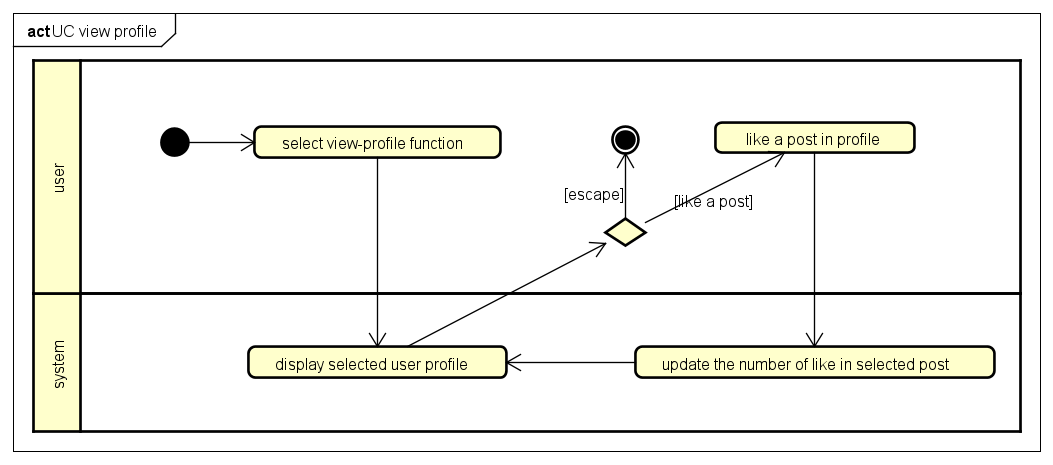 act UC view profile
user
select view-profile function
like a post in profile
[escape]
[like a post]
system
display selected user profile
update the number of like in selected post